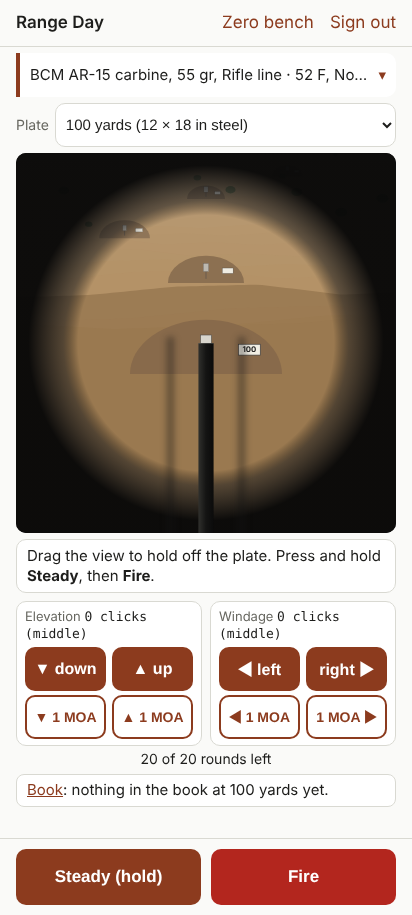 Range Day
Zero bench
Sign out
BCM AR-15 carbine, 55 gr, Rifle line · 52 F, No... ▼
Plate
100 yards (12 × 18 in steel)
100
Drag the view to hold off the plate. Press and hold
Steady, then Fire.
Elevation 0 clicks
(middle)
▼ down
▲ up
▼ 1 MOA
▲ 1 MOA
Windage 0 clicks
(middle)
◀ left
right ▶
◀ 1 MOA
1 MOA ▶
20 of 20 rounds left
Book: nothing in the book at 100 yards yet.
Steady (hold)
Fire